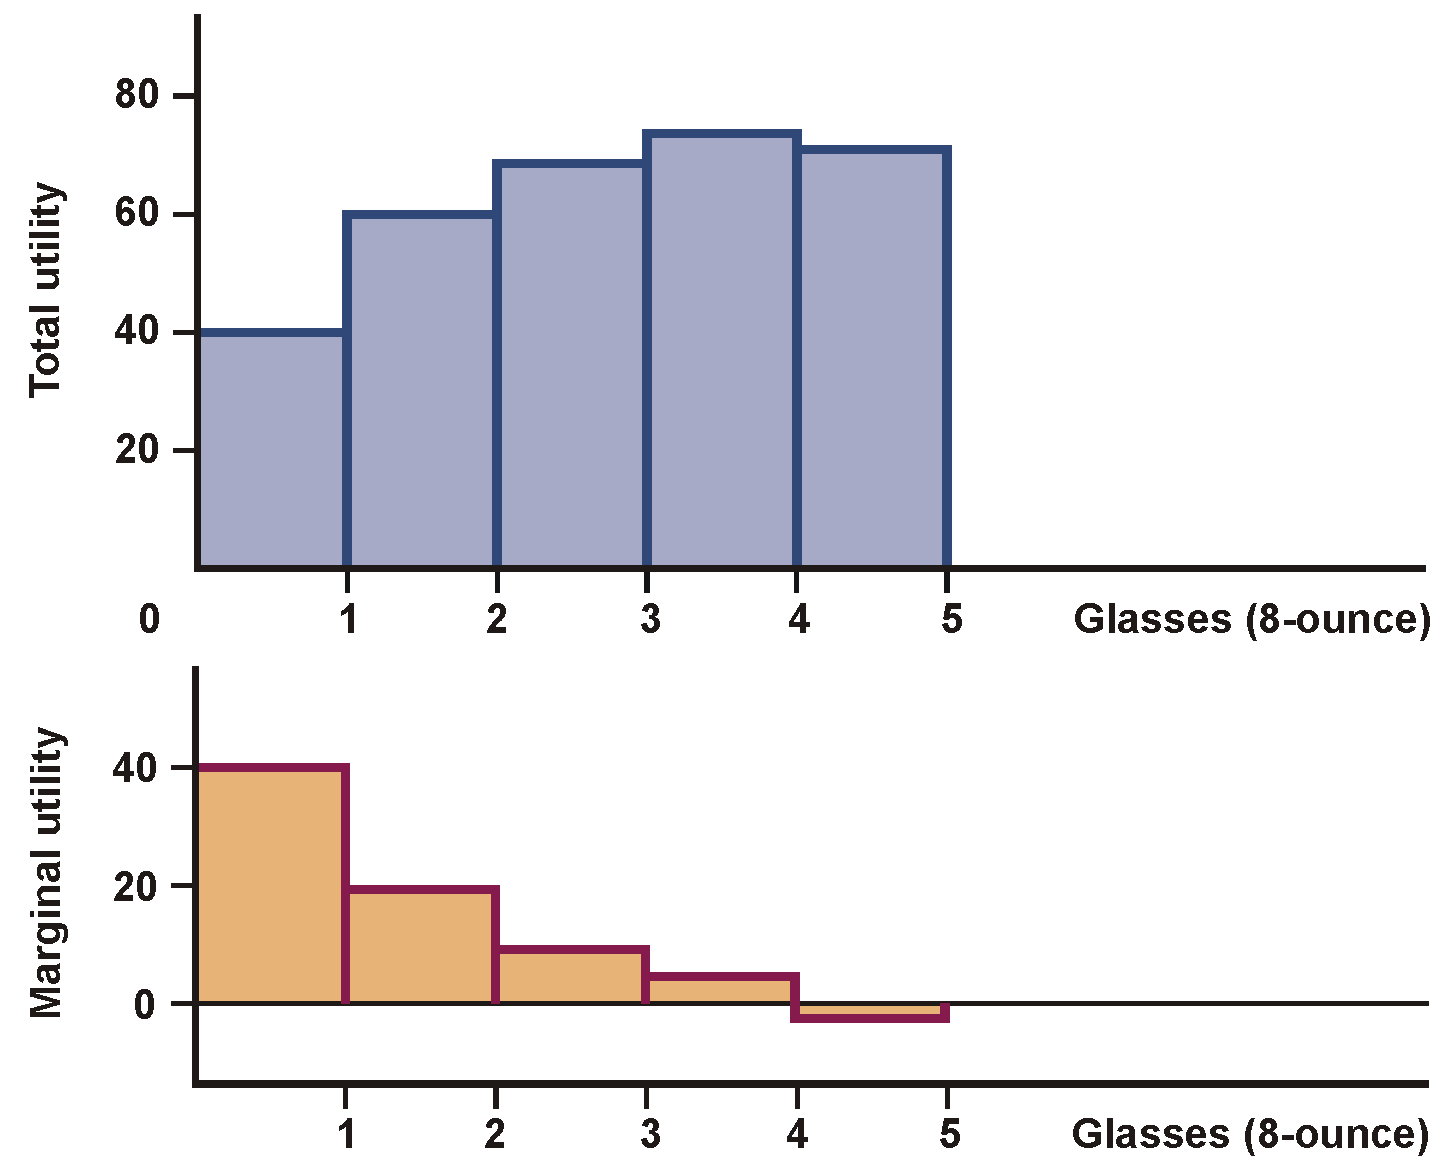 Total utility
80
60
40
20
0
1 2 3 4 5 Glasses (8-ounce)
Marginal utility
40
20
0
1 2 3 4 5 Glasses (8-ounce)